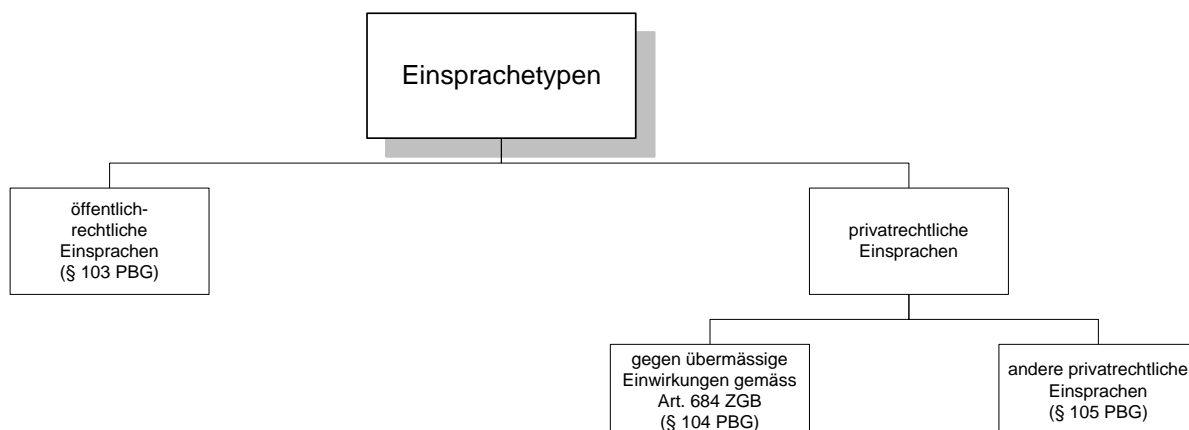 Einsprachetypen
öffentlich-
rechtliche
Einsprachen
(§ 103 PBG)
privatrechtliche
Einsprachen
gegen übermässige
Einwirkungen gemäss
Art. 684 ZGB
(§ 104 PBG)
andere privatrechtliche
Einsprachen
(§ 105 PBG)